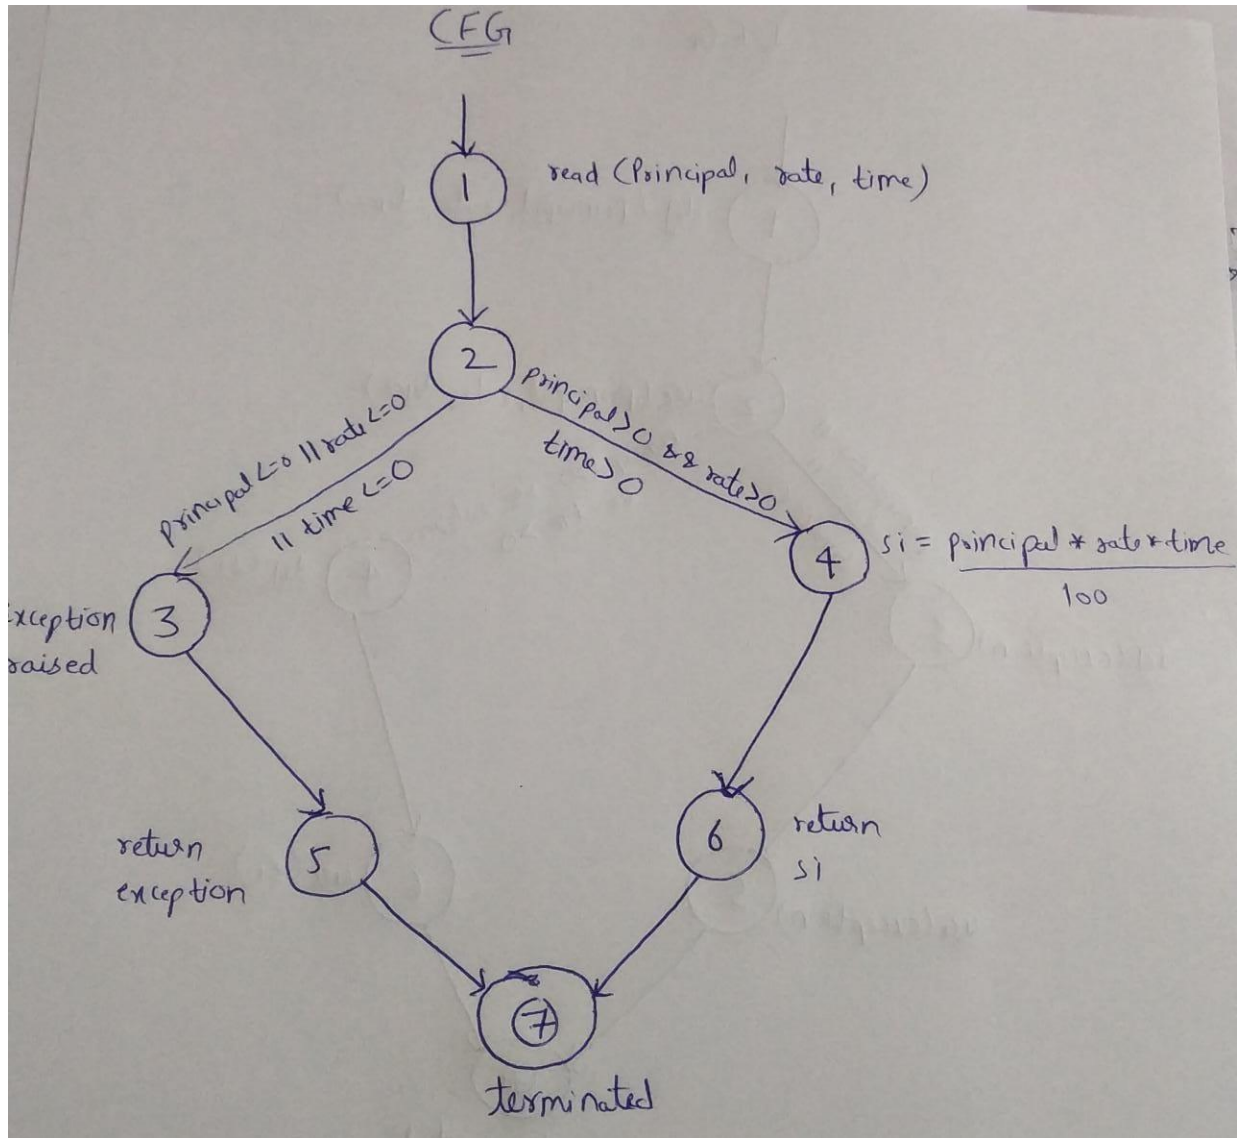 CFG
1
read (Principal, rate, time)
2
principal<=0 || rate<=0
|| time<=0
principal>0 && rate>0
time>0
3
exception
raised
4
si = principal * rate * time
100
5
return
exception
6
return
si
7
terminated